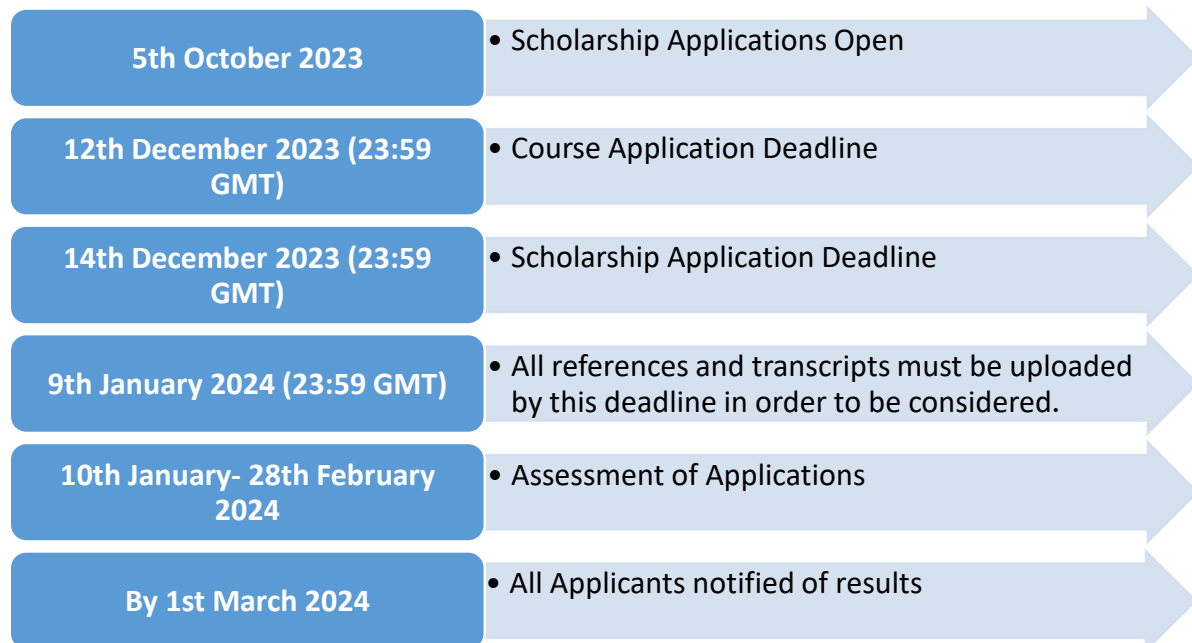 5th October 2023
• Scholarship Applications Open
12th December 2023 (23:59
GMT)
• Course Application Deadline
14th December 2023 (23:59
GMT)
• Scholarship Application Deadline
9th January 2024 (23:59 GMT)
• All references and transcripts must be uploaded
by this deadline in order to be considered.
10th January- 28th February
2024
• Assessment of Applications
By 1st March 2024
• All Applicants notified of results